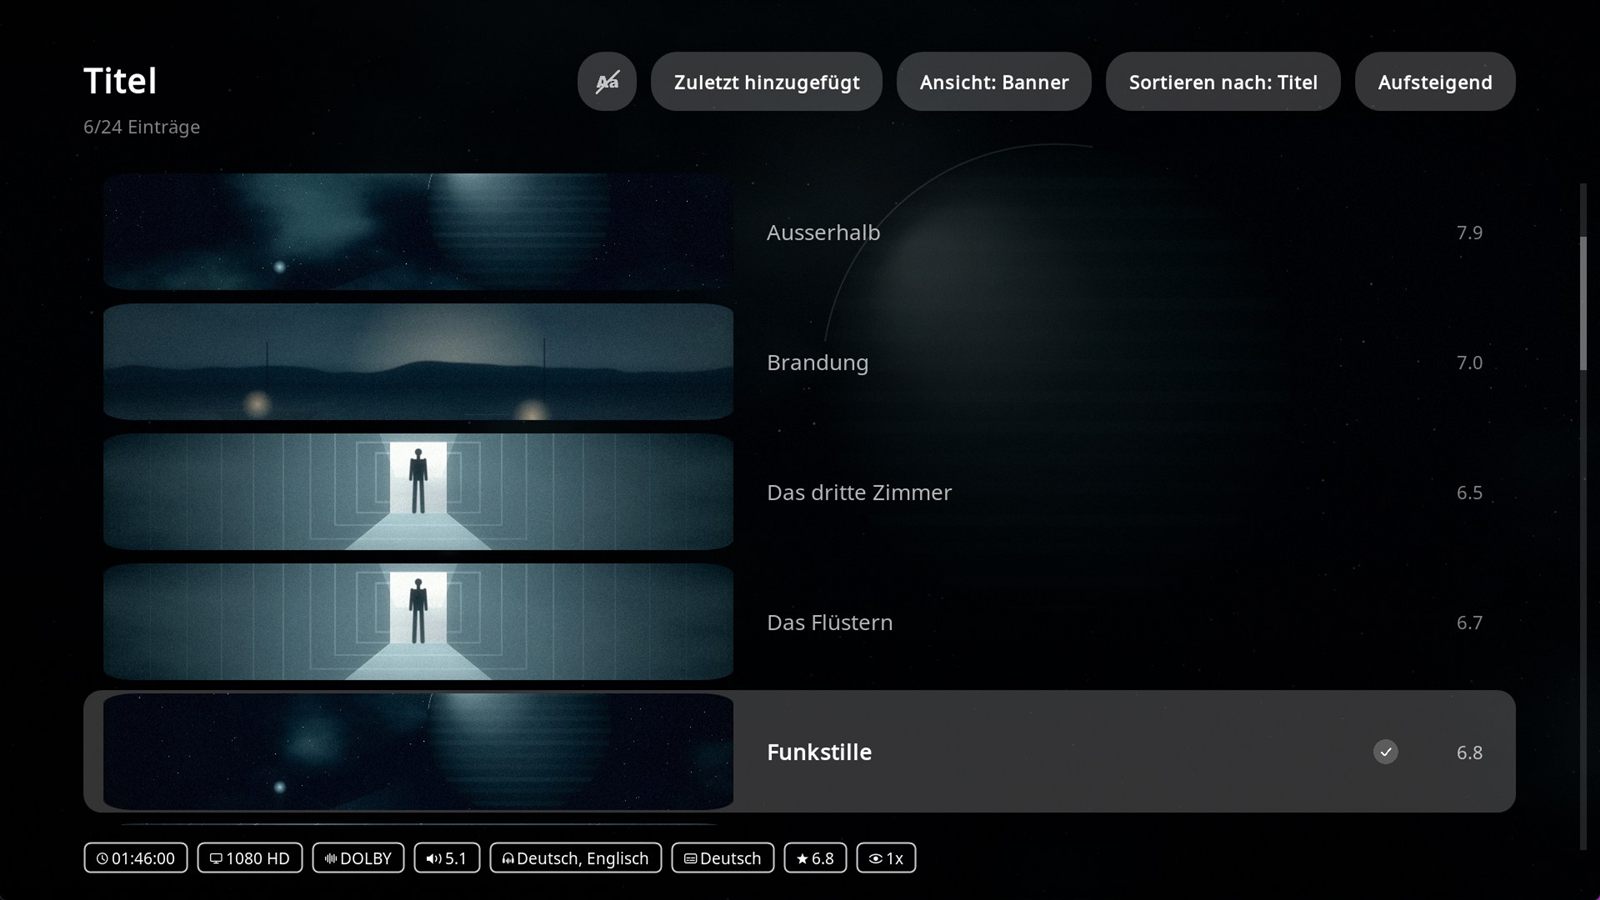 Titel
Aa
Zuletzt hinzugefügt
Ansicht: Banner
Sortieren nach: Titel
Aufsteigend
6/24 Einträge
Ausserhalb 7.9
Brandung 7.0
Das dritte Zimmer 6.5
Das Flüstern 6.7
Funkstille 6.8
01:46:00 1080 HD DOLBY 5.1 Deutsch, Englisch Deutsch 6.8 1x